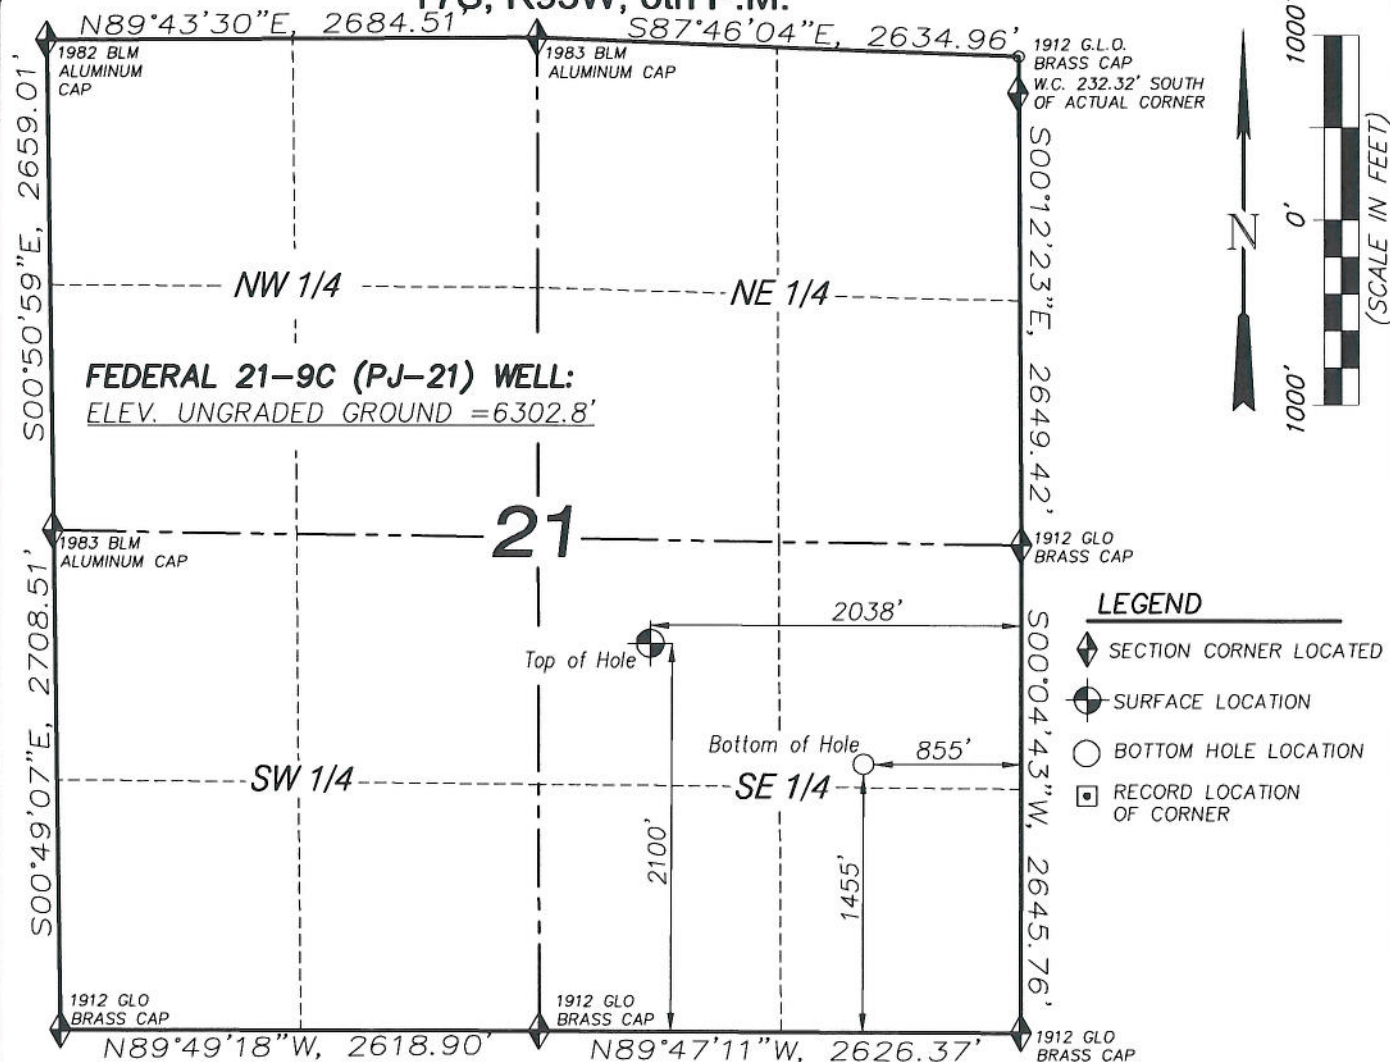 N89°43'30"E, 2684.51'
S87°46'04"E, 2634.96'
1982 BLM
ALUMINUM
CAP
1983 BLM
ALUMINUM CAP
1912 G.L.O.
BRASS CAP
W.C. 232.32' SOUTH
OF ACTUAL CORNER
S00°50'59"E, 2659.01'
S00°12'23"E, 2649.42'
N
1000'
0'
1000'
(SCALE IN FEET)
NW 1/4
NE 1/4
FEDERAL 21-9C (PJ-21) WELL:
ELEV. UNGRADED GROUND =6302.8'
21
1983 BLM
ALUMINUM CAP
1912 GLO
BRASS CAP
S00°49'07"E, 2708.51'
S00°04'43"W, 2645.76'
2038'
Top of Hole
Bottom of Hole
855'
SW 1/4
SE 1/4
2100'
1455'
LEGEND
SECTION CORNER LOCATED
SURFACE LOCATION
BOTTOM HOLE LOCATION
RECORD LOCATION
OF CORNER
1912 GLO
BRASS CAP
1912 GLO
BRASS CAP
1912 GLO
BRASS CAP
N89°49'18"W, 2618.90'
N89°47'11"W, 2626.37'